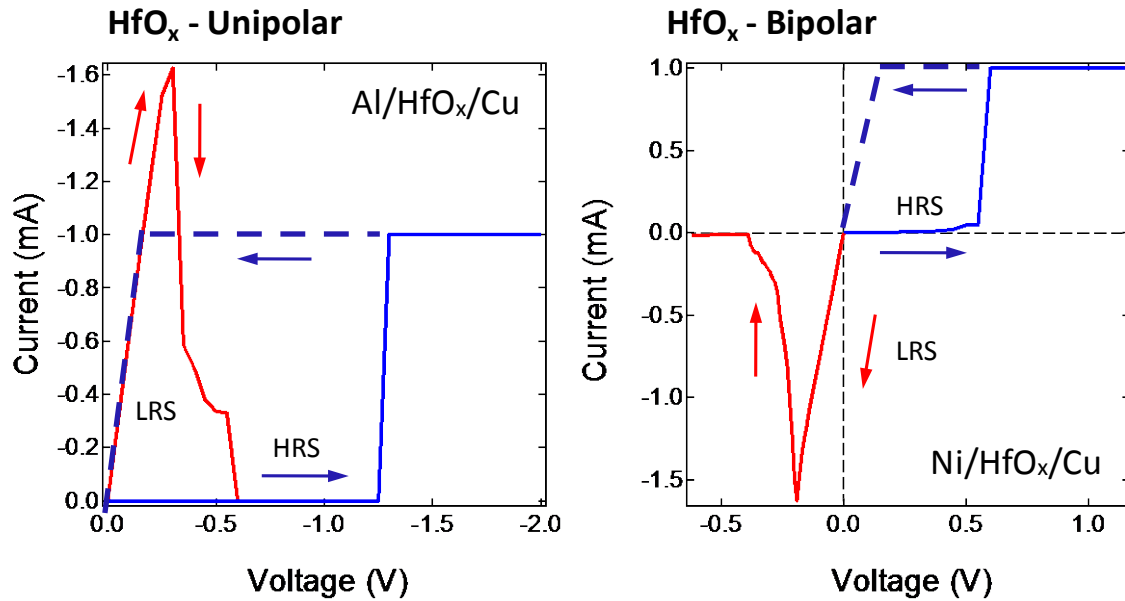 HfOx - Unipolar
Al/HfOx/Cu
LRS
HRS
-1.6
-1.4
-1.2
-1.0
-0.8
-0.6
-0.4
-0.2
0.0
Current (mA)
0.0 -0.5 -1.0 -1.5 -2.0
Voltage (V)
HfOx - Bipolar
HRS
LRS
Ni/HfOx/Cu
1.0
0.5
0.0
-0.5
-1.0
-1.5
Current (mA)
-0.5 0.0 0.5 1.0
Voltage (V)